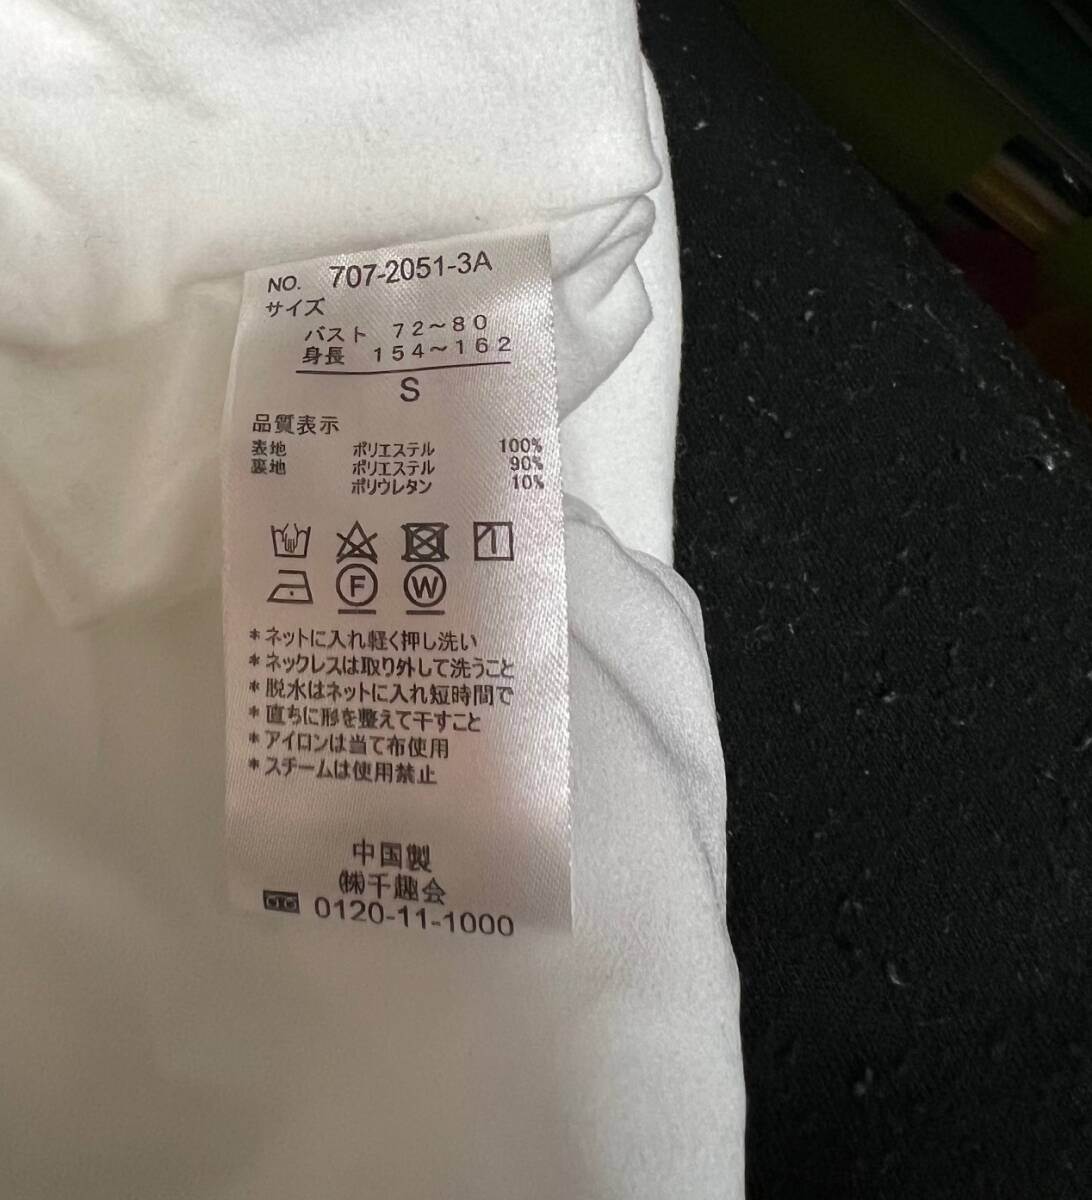 NO. 707-2051-3A
サイズ
バスト 72～80
身長 154～162
S
品質表示
表地 ポリエステル 100%
裏地 ポリエステル 90%
ポリウレタン 10%
F W
*ネットに入れ軽く押し洗い
*ネックレスは取り外して洗うこと
*脱水はネットに入れ短時間で
*直ちに形を整えて干すこと
*アイロンは当て布使用
*スチームは使用禁止
中国製
㈱千趣会
0120-11-1000